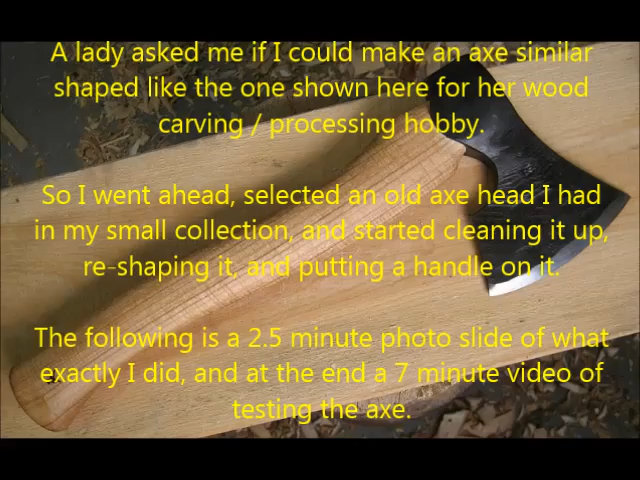 A lady asked me if I could make an axe similar
shaped like the one shown here for her wood
carving / processing hobby.
So I went ahead, selected an old axe head I had
in my small collection, and started cleaning it up,
re-shaping it, and putting a handle on it.
The following is a 2.5 minute photo slide of what
exactly I did, and at the end a 7 minute video of
testing the axe.